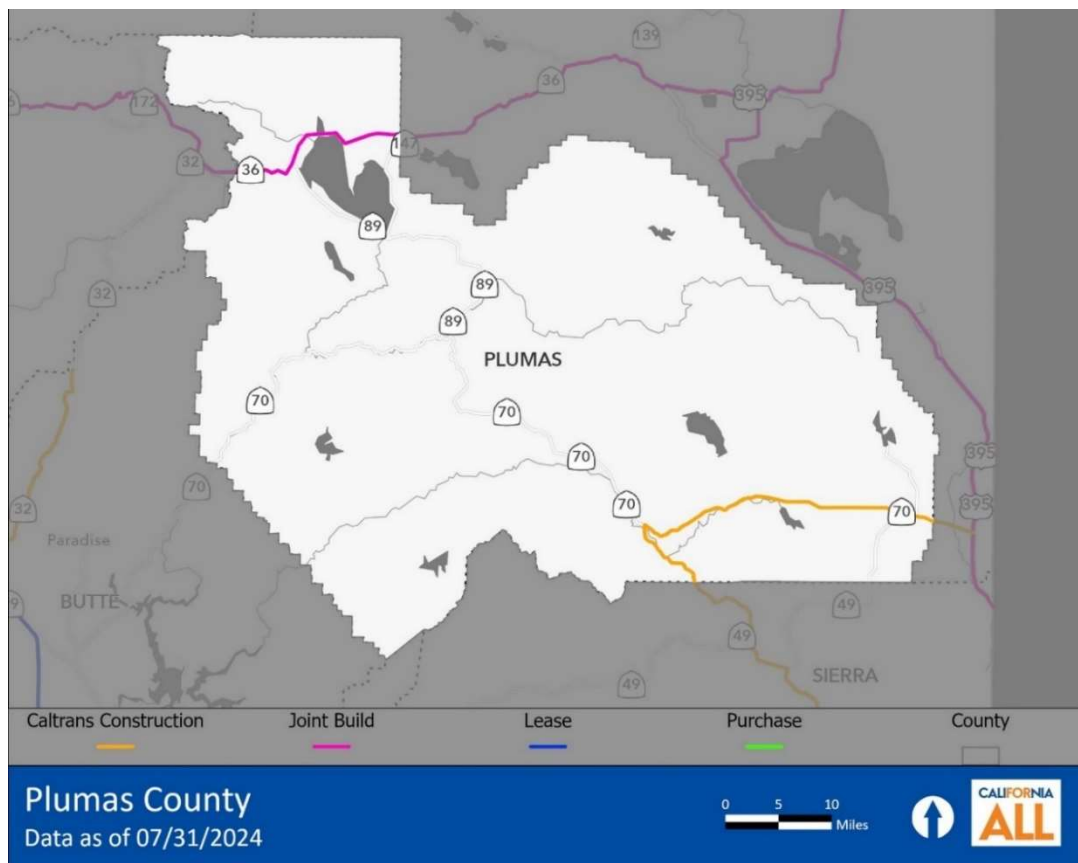 139
36
395
172
147
32
36
89
32
89
395
89
PLUMAS
70
70
70
395
70
32
70
70
395
Paradise
BUTTE
49
49
49
SIERRA
Caltrans Construction
Joint Build
Lease
Purchase
County
Plumas County
Data as of 07/31/2024
0 5 10
Miles
CALIFORNIA
ALL